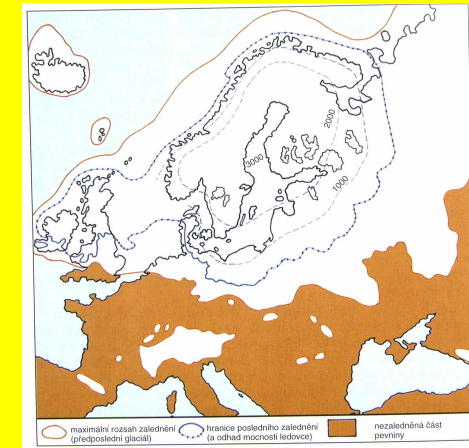 2000
3000
1000
maximální rozsah zalednění
(předposlední glaciál)
hranice posledního zalednění
(a odhad mocnosti ledovce)
nezaledněná část
pevniny